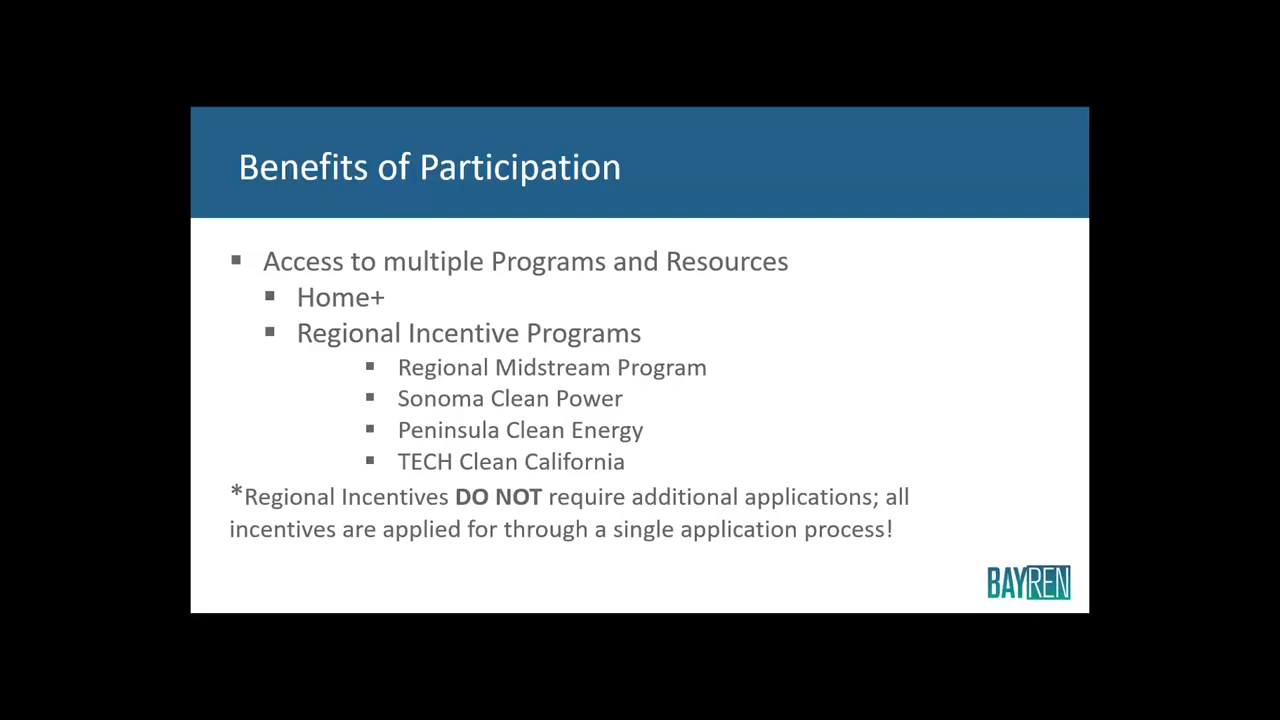 Benefits of Participation
▪ Access to multiple Programs and Resources
▪ Home+
▪ Regional Incentive Programs
▪ Regional Midstream Program
▪ Sonoma Clean Power
▪ Peninsula Clean Energy
▪ TECH Clean California
*Regional Incentives DO NOT require additional applications; all
incentives are applied for through a single application process!
BAYREN